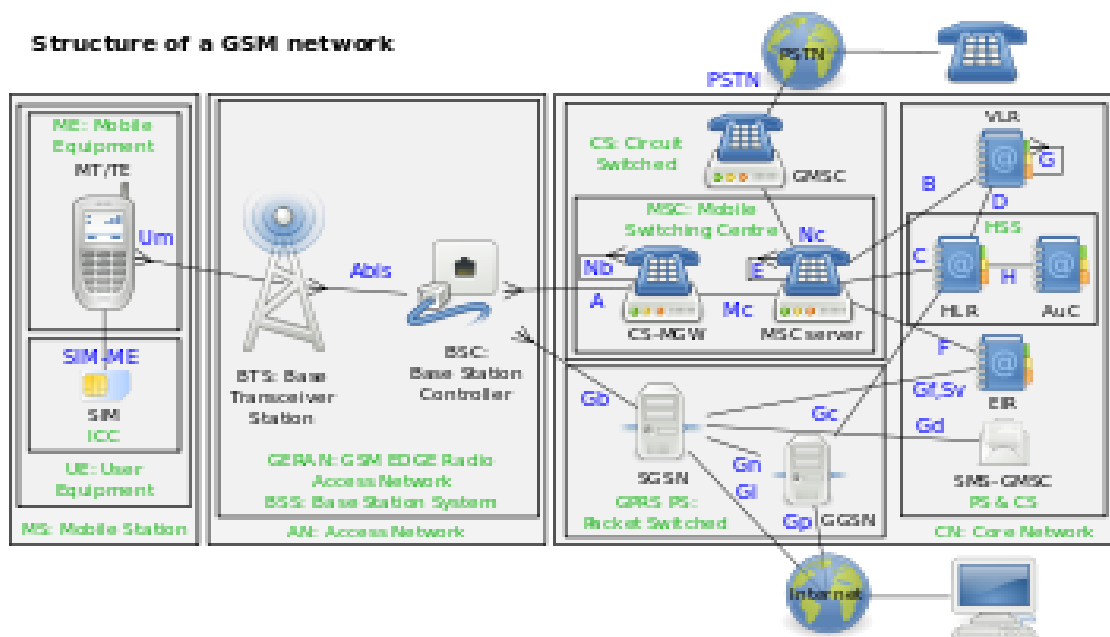 Structure of a GSM network
PSTN
PSTN
ME: Mobile
Equipment
MT/TE
Um
SIM-ME
SIM
ICC
UE: User
Equipment
MS: Mobile Station
Abis
BTS: Base
Transceiver
Station
BSC:
Base Station
Controller
GERAN: GSM EDGE Radio
Access Network
BSS: Base Station System
AN: Access Network
CS: Circuit
Switched
GMSC
MSC: Mobile
Switching Centre
Nc
Nb
E
A
Mc
CS-MGW
MSC server
VLR
G
B
D
HSS
C
H
HLR
AuC
F
EIR
Gf,Sv
Gb
Gc
Gd
SGSN
Gn
Gi
Gp
GGSN
GPRS PS:
Packet Switched
SMS-GMSC
PS & CS
CN: Core Network
Internet